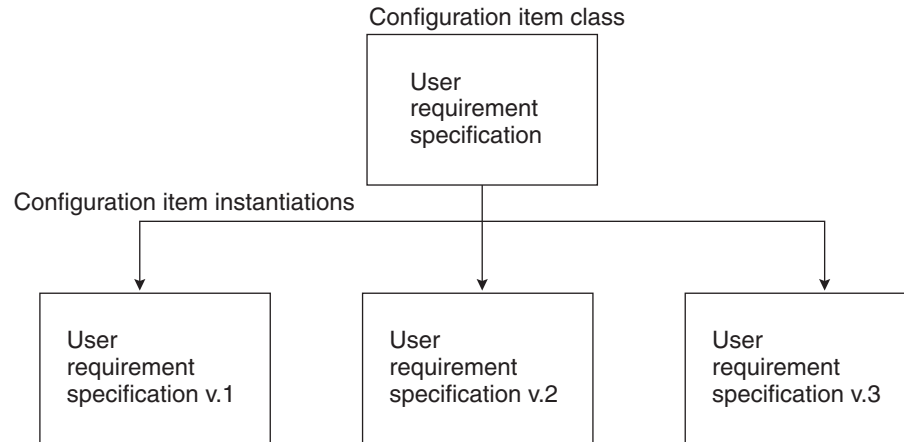 Configuration item class
User
requirement
specification
Configuration item instantiations
User
requirement
specification v.1
User
requirement
specification v.2
User
requirement
specification v.3